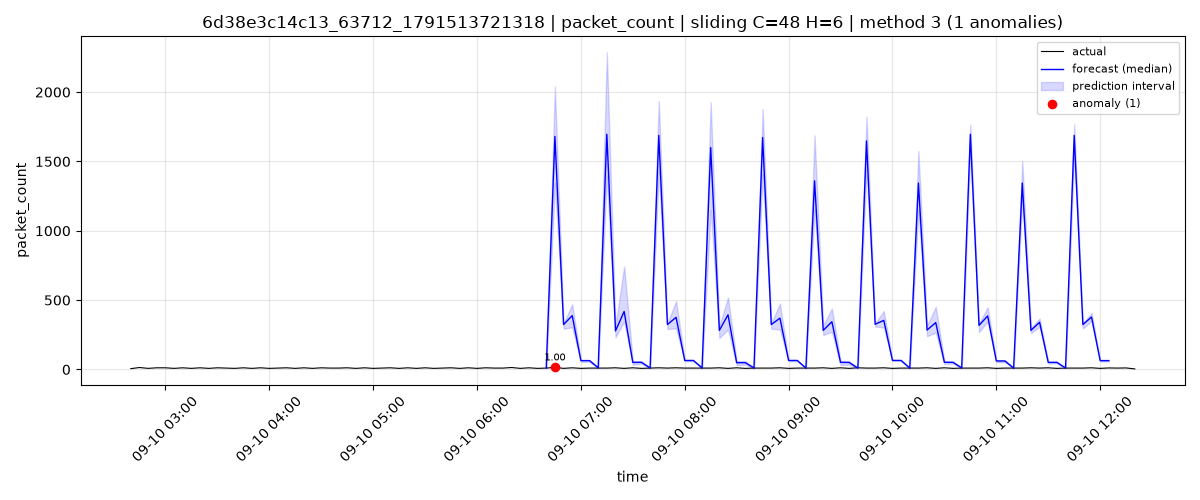 6d38e3c14c13_63712_1791513721318 | packet_count | sliding C=48 H=6 | method 3 (1 anomalies)
actual
forecast (median)
prediction interval
anomaly (1)
packet_count
2000
1500
1000
500
0
1.00
09-10 03:00
09-10 04:00
09-10 05:00
09-10 06:00
09-10 07:00
09-10 08:00
09-10 09:00
09-10 10:00
09-10 11:00
09-10 12:00
time